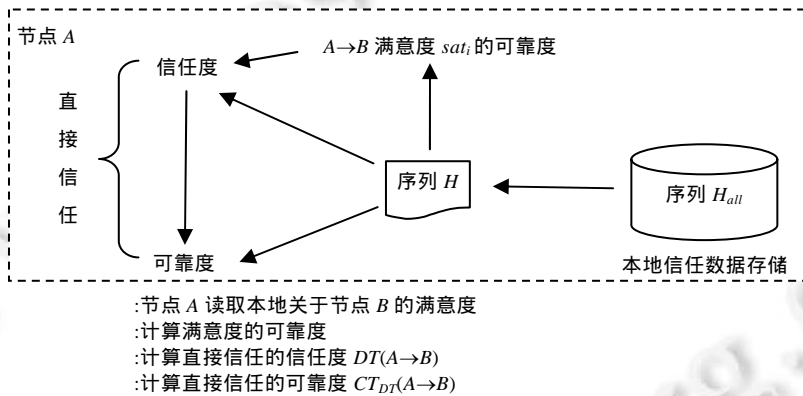 节点 A
A→B 满意度 sat_i 的可靠度
信任度
直接信任
序列 H
序列 H_all
可靠度
本地信任数据存储
:节点 A 读取本地关于节点 B 的满意度
:计算满意度的可靠度
:计算直接信任的信任度 DT(A→B)
:计算直接信任的可靠度 CT_DT(A→B)